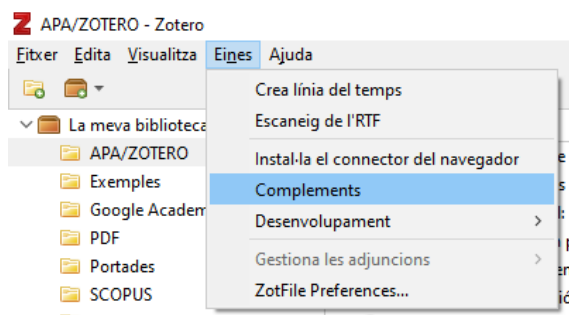 APA/ZOTERO - Zotero
Fitxer Edita Visualitza Eines Ajuda
Crea línia del temps
Escaneig de l'RTF
La meva biblioteca
APA/ZOTERO
Instal·la el connector del navegador
Exemples
Complements
Google Academ
Desenvolupament
PDF
Portades
Gestiona les adjuncions
SCOPUS
ZotFile Preferences...